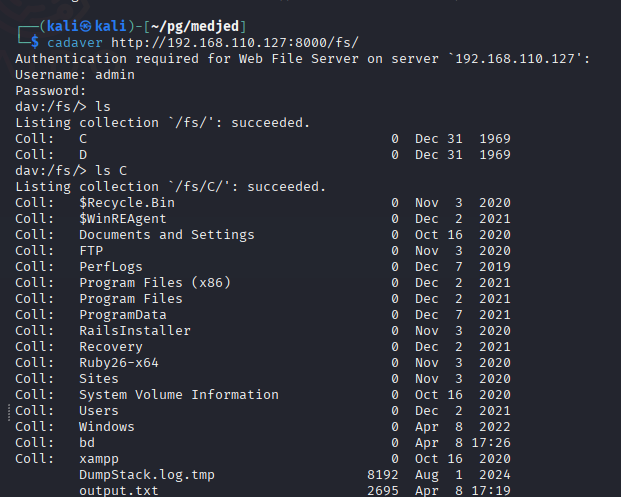 ┌──(kali㉿kali)-[~/pg/medjed]
└─$ cadaver http://192.168.110.127:8000/fs/
Authentication required for Web File Server on server `192.168.110.127':
Username: admin
Password:
dav:/fs/> ls
Listing collection `/fs/': succeeded.
Coll:   C                                      0  Dec 31  1969
Coll:   D                                      0  Dec 31  1969
dav:/fs/> ls C
Listing collection `/fs/C/': succeeded.
Coll:   $Recycle.Bin                           0  Nov  3  2020
Coll:   $WinREAgent                            0  Dec  2  2021
Coll:   Documents and Settings                 0  Oct 16  2020
Coll:   FTP                                    0  Nov  3  2020
Coll:   PerfLogs                               0  Dec  7  2019
Coll:   Program Files (x86)                    0  Dec  2  2021
Coll:   Program Files                          0  Dec  2  2021
Coll:   ProgramData                            0  Dec  7  2021
Coll:   RailsInstaller                         0  Nov  3  2020
Coll:   Recovery                               0  Dec  2  2021
Coll:   Ruby26-x64                             0  Nov  3  2020
Coll:   Sites                                  0  Nov  3  2020
Coll:   System Volume Information              0  Oct 16  2020
Coll:   Users                                  0  Dec  2  2021
Coll:   Windows                                0  Apr  8  2022
Coll:   bd                                     0  Apr  8 17:26
Coll:   xampp                                  0  Oct 16  2020
        DumpStack.log.tmp                   8192  Aug  1  2024
        output.txt                          2695  Apr  8 17:19